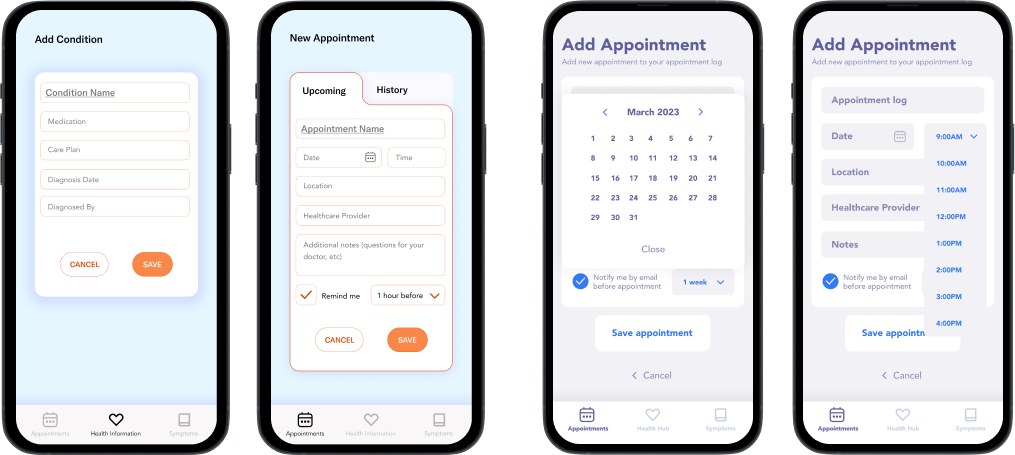 Add Condition
Condition Name
Medication
Care Plan
Diagnosis Date
Diagnosed By
CANCEL SAVE
Appointments Health Information Symptoms
New Appointment
Upcoming History
Appointment Name
Date Time
Location
Healthcare Provider
Additional notes (questions for your
doctor, etc)
Remind me 1 hour before
CANCEL SAVE
Appointments Health Information Symptoms
Add Appointment
Add new appointment to your appointment log
March 2023
1 2 3 4 5 6 7
8 9 10 11 12 13 14
15 16 17 18 19 20 21
22 23 24 25 26 27 28
29 30 31
Close
Notify me by email
before appointment
1 week
Save appointment
Cancel
Appointments Health Hub Symptoms
Add Appointment
Add new appointment to your appointment log
Appointment log
Date 9:00AM
10:00AM
Location
11:00AM
Healthcare Provider
12:00PM
Notes
1:00PM
2:00PM
Notify me by email
before appointment
3:00PM
4:00PM
Save appointn
Cancel
Appointments Health Hub Symptoms